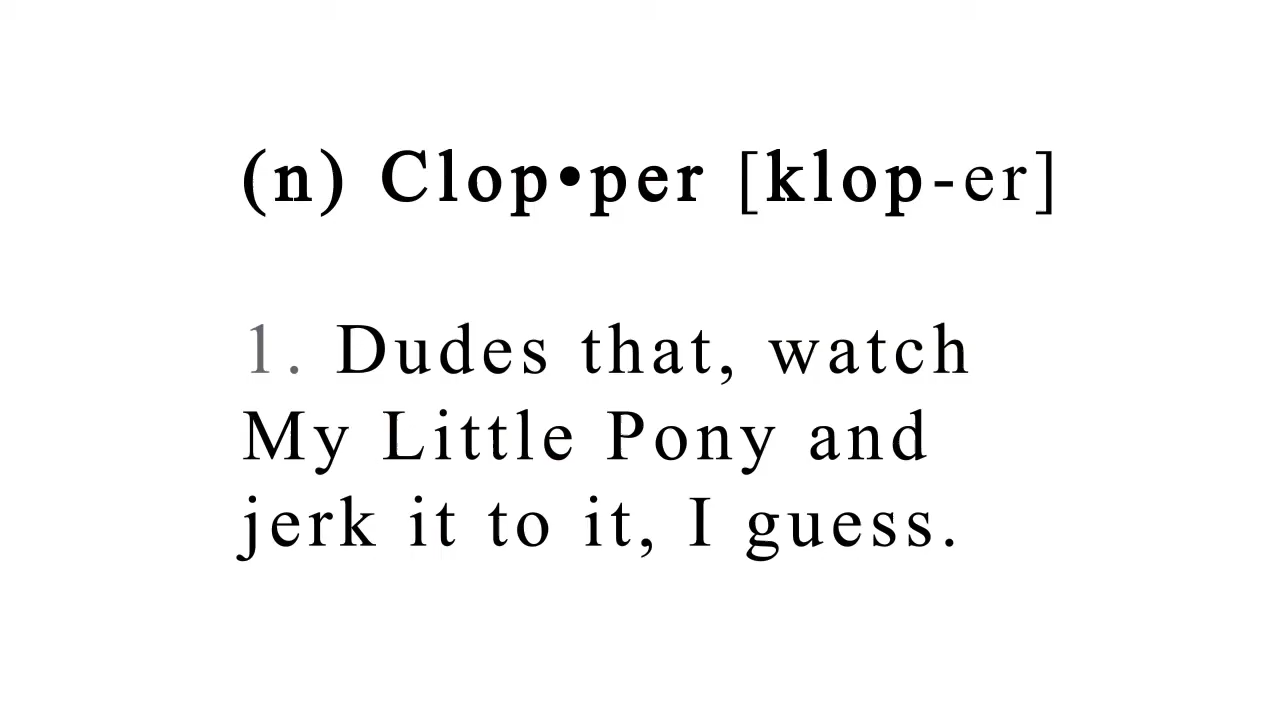 (n) Clop•per [klop-er]
1. Dudes that, watch
My Little Pony and
jerk it to it, I guess.